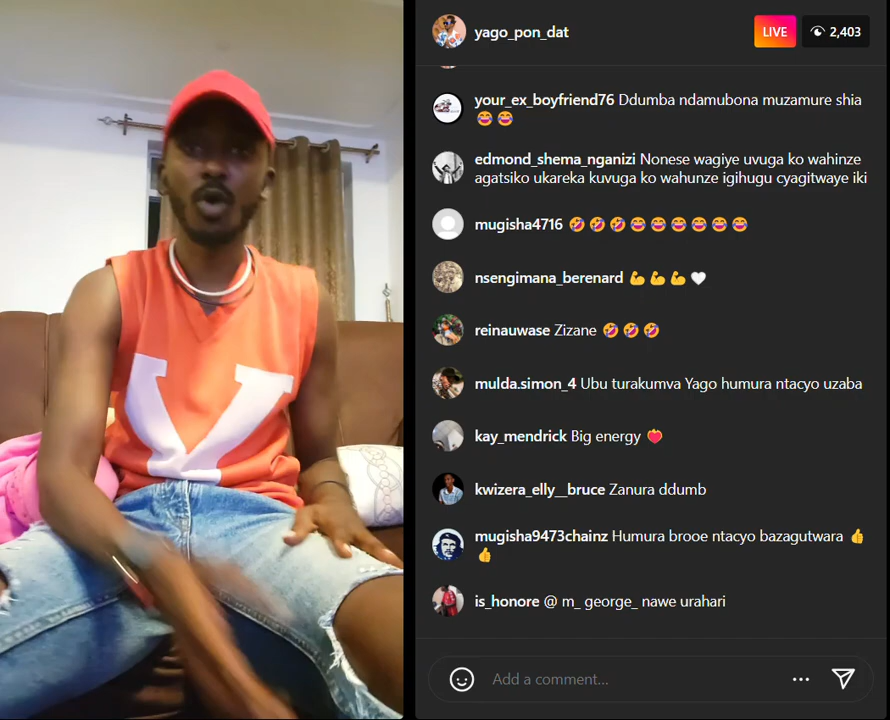 yago_pon_dat
LIVE
2,403
your_ex_boyfriend76 Ddumba ndamubona muzamure shia
😂 😂
edmond_shema_nganizi Nonese wagiye uvuga ko wahinze
agatsiko ukareka kuvuga ko wahunze igihugu cyagitwaye iki
mugisha4716 🤣 🤣 🤣 😂 😂 😂 😂 😂 😂
nsengimana_berenard 💪 💪 💪 🤍
reinauwase Zizane 🤣 🤣 🤣
mulda.simon_4 Ubu turakumva Yago humura ntacyo uzaba
kay_mendrick Big energy ❤️‍🔥
kwizera_elly__bruce Zanura ddumb
mugisha9473chainz Humura brooe ntacyo bazagutwara 👍
👍
is_honore @ m_ george_ nawe urahari
Add a comment...